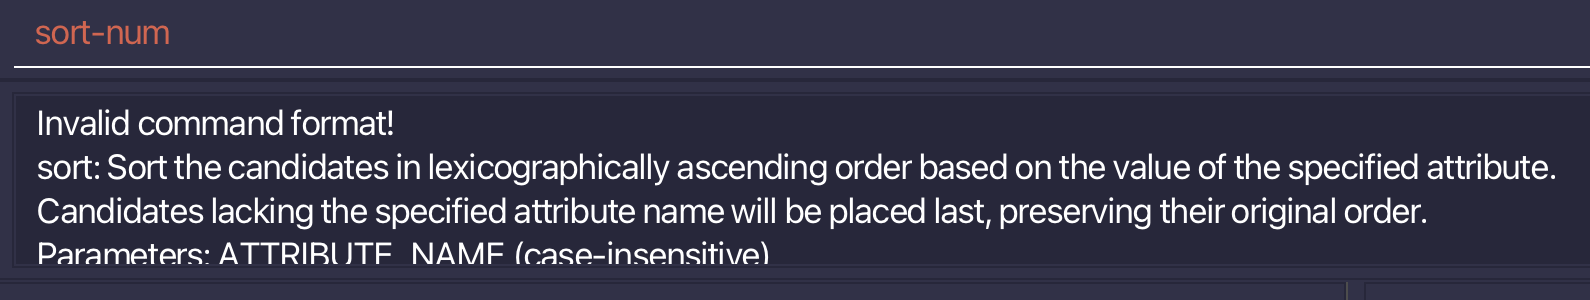 sort-num
Invalid command format!
sort: Sort the candidates in lexicographically ascending order based on the value of the specified attribute.
Candidates lacking the specified attribute name will be placed last, preserving their original order.
Parameters: ATTRIBUTE_NAME (case-insensitive)